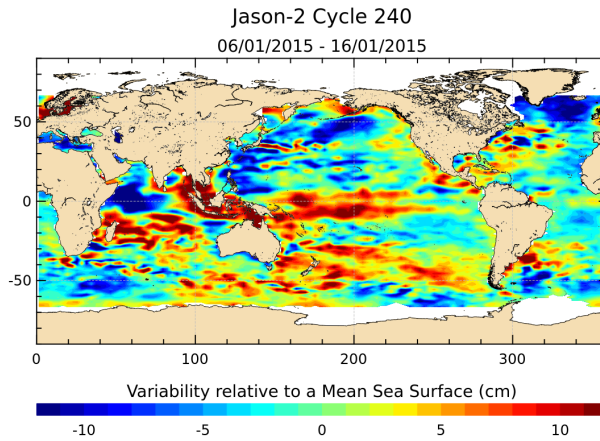 Jason-2 Cycle 240
06/01/2015 - 16/01/2015
50
0
-50
0 100 200 300
Variability relative to a Mean Sea Surface (cm)
-10 -5 0 5 10